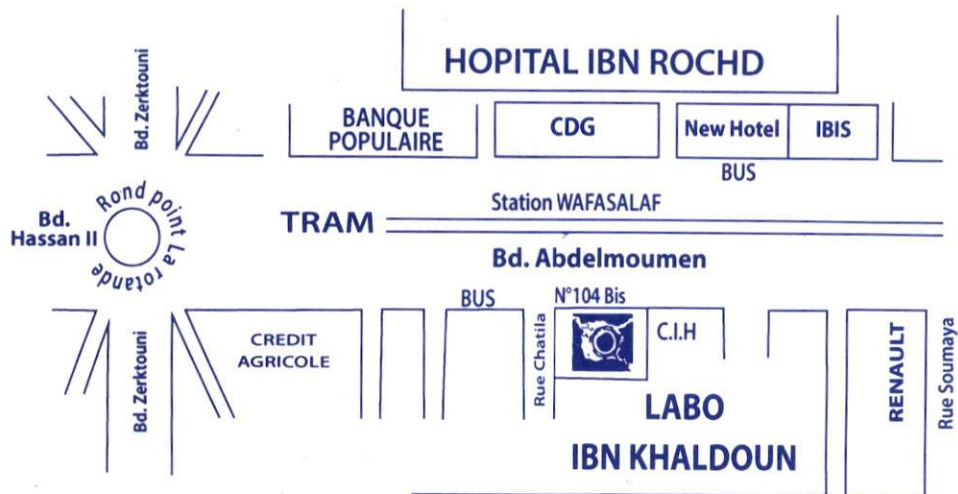 HOPITAL IBN ROCHD
Bd. Zerktouni
BANQUE
POPULAIRE
CDG
New Hotel
IBIS
BUS
Rond point La rotande
Bd.
Hassan II
Station WAFASALAF
TRAM
Bd. Abdelmoumen
BUS
N°104 Bis
CREDIT
AGRICOLE
Bd. Zerktouni
Rue Chatila
C.I.H
RENAULT
Rue Soumaya
LABO
IBN KHALDOUN